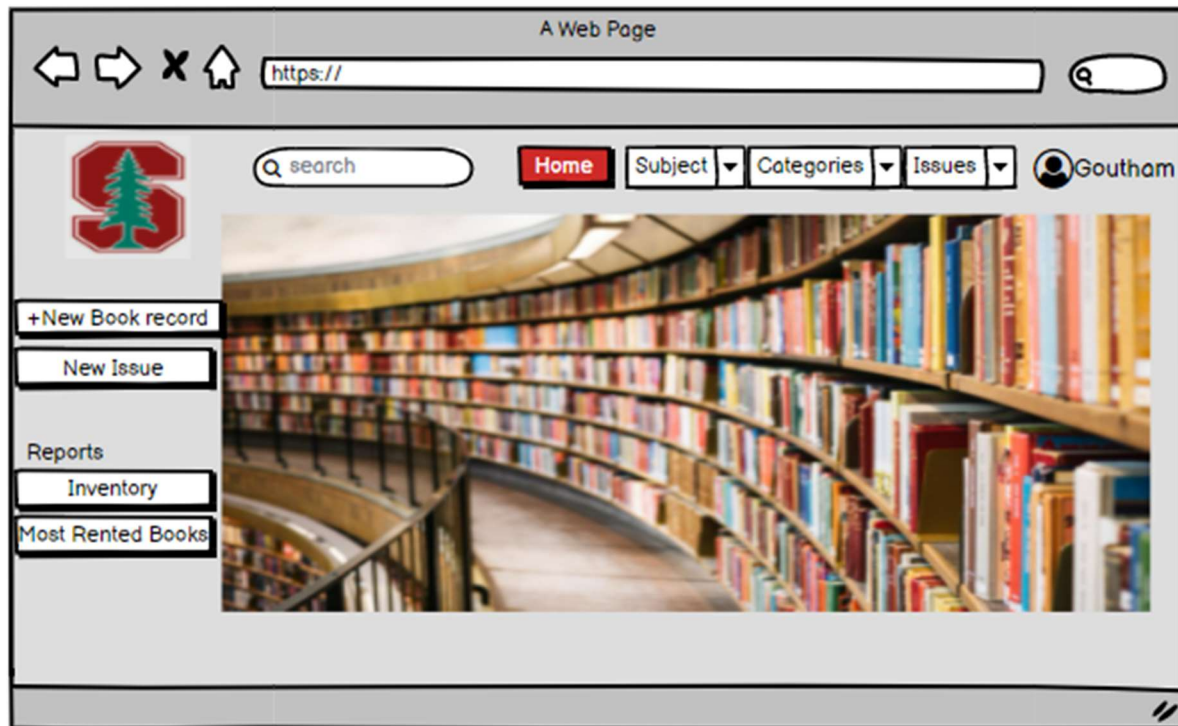 A Web Page
https://
search
Home
Subject
Categories
Issues
Goutham
+New Book record
New Issue
Reports
Inventory
Most Rented Books